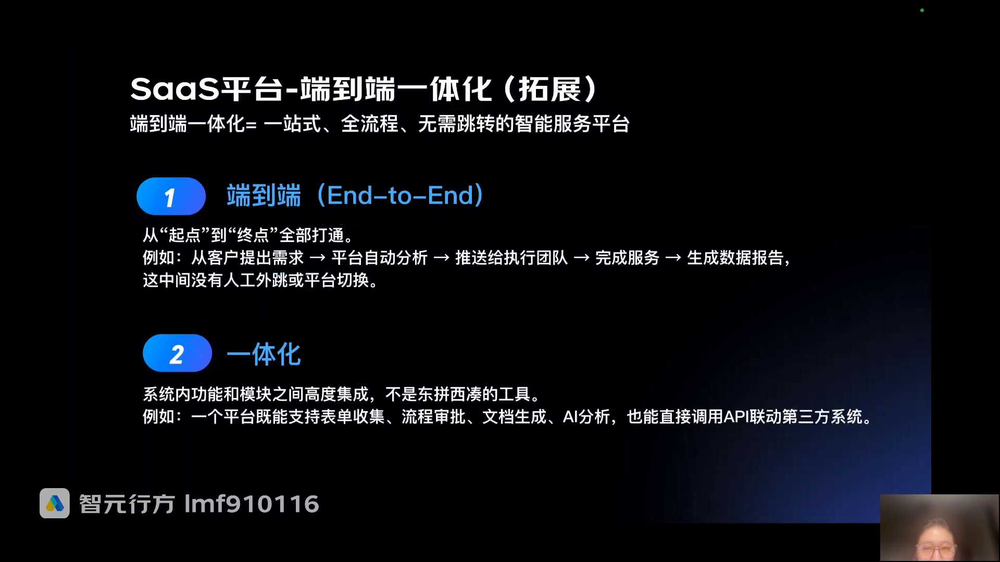 SaaS平台-端到端一体化（拓展）
端到端一体化= 一站式、全流程、无需跳转的智能服务平台
1
端到端（End-to-End）
从“起点”到“终点”全部打通。
例如：从客户提出需求 → 平台自动分析 → 推送给执行团队 → 完成服务 → 生成数据报告，
这中间没有人工外跳或平台切换。
2
一体化
系统内功能和模块之间高度集成，不是东拼西凑的工具。
例如：一个平台既能支持表单收集、流程审批、文档生成、AI分析，也能直接调用API联动第三方系统。
智元行方 lmf910116